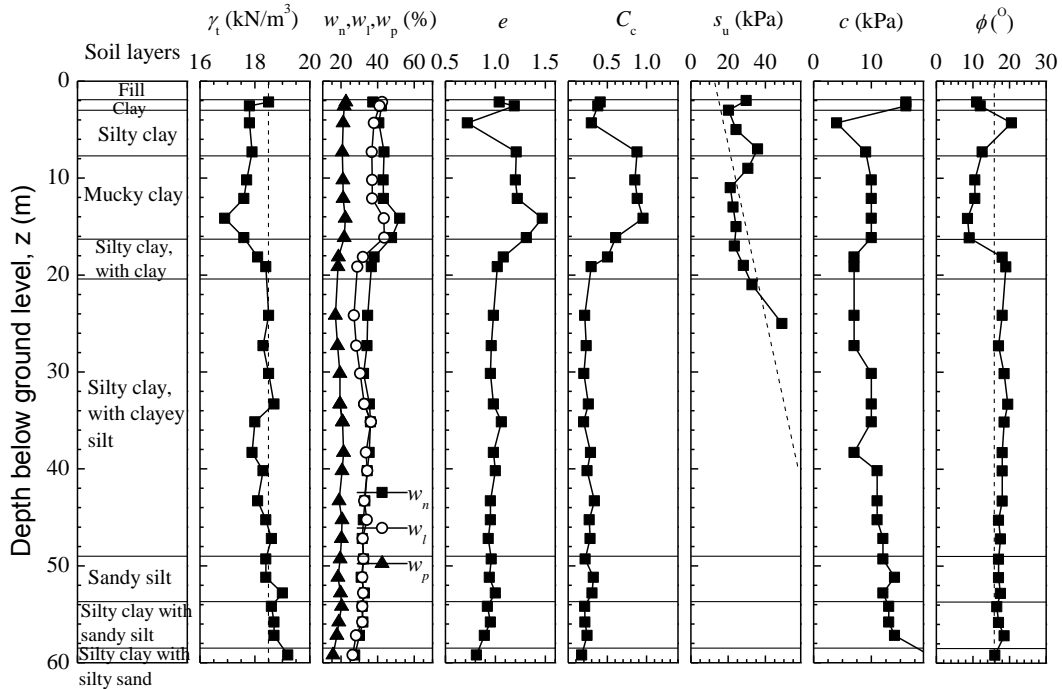 γt (kN/m3)
wn,wl,wp (%)
e
Cc
su (kPa)
c (kPa)
ϕ (O)
Soil layers
16 18 20
20 40 60
0.5 1.0 1.5
0.5 1.0
0 20 40
10
0 10 20 30
0
10
20
30
40
50
60
Depth below ground level, z (m)
Fill
Clay
Silty clay
Mucky clay
Silty clay,
with clay
Silty clay,
with clayey
silt
Sandy silt
Silty clay with
sandy silt
Silty clay with
silty sand
wn
wl
wp